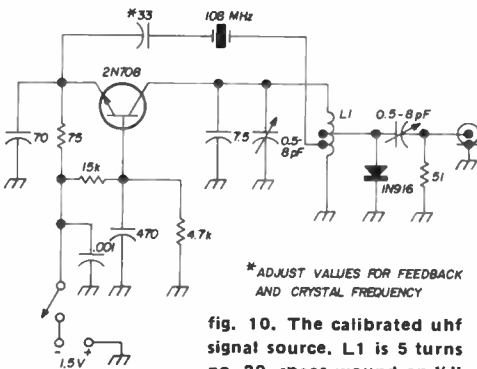 *33
108 MHz
2N708
70
75
7.5
0.5-
8pF
L1
0.5-8pF
15k
1N916
51
.001
470
4.7k
*ADJUST VALUES FOR FEEDBACK
AND CRYSTAL FREQUENCY
- +
1.5V
fig. 10. The calibrated uhf
signal source. L1 is 5 turns